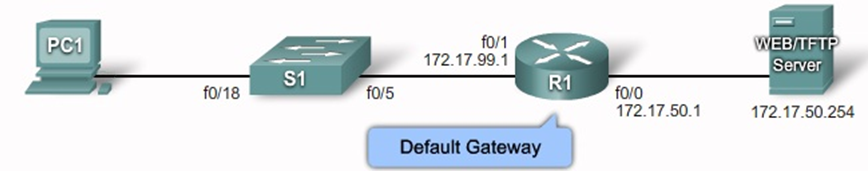 PC1
f0/18
S1
f0/5
f0/1
172.17.99.1
R1
f0/0
172.17.50.1
WEB/TFTP
Server
172.17.50.254
Default Gateway